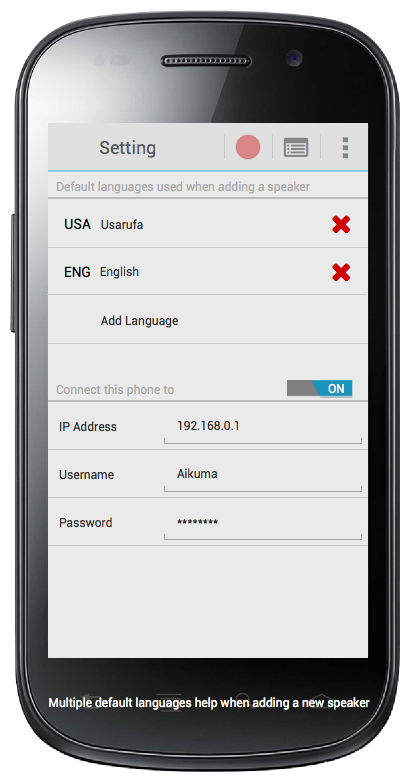 Setting
Default languages used when adding a speaker
USA Usarufa
ENG English
Add Language
Connect this phone to ON
IP Address 192.168.0.1
Username Aikuma
Password ********
Multiple default languages help when adding a new speaker